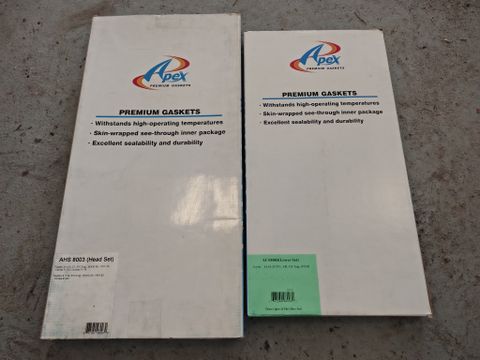 Apex
PREMIUM GASKETS
PREMIUM GASKETS
· Withstands high-operating temperatures
· Skin-wrapped see-through inner package
· Excellent sealability and durability
AHS 8003 (Head Set)
Apex
PREMIUM GASKETS
PREMIUM GASKETS
· Withstands high-operating temperatures
· Skin-wrapped see-through inner package
· Excellent sealability and durability